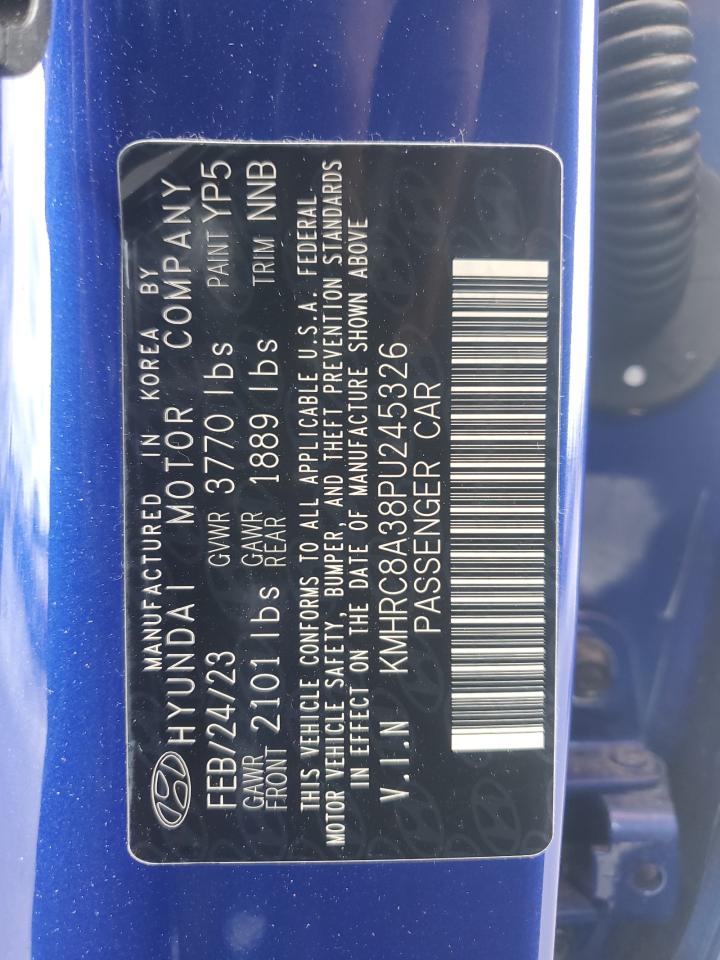 MANUFACTURED IN KOREA BY
HYUNDAI MOTOR COMPANY
FEB/24/23 GVWR 3770 lbs PAINT YP5
GAWR FRONT 2101 lbs GAWR REAR 1889 lbs TRIM NNB
THIS VEHICLE CONFORMS TO ALL APPLICABLE U.S.A. FEDERAL
MOTOR VEHICLE SAFETY, BUMPER, AND THEFT PREVENTION STANDARDS
IN EFFECT ON THE DATE OF MANUFACTURE SHOWN ABOVE
V.I.N KMHRC8A38PU245326
PASSENGER CAR